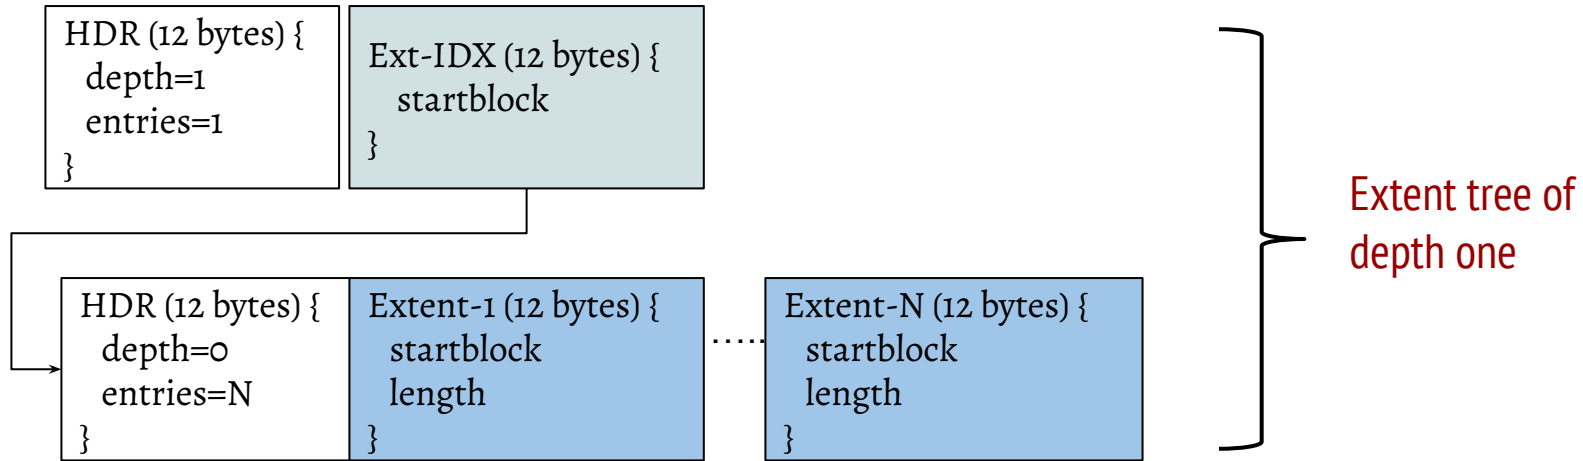 HDR (12 bytes) {
depth=1
entries=1
}
Ext-IDX (12 bytes) {
startblock
}
Extent tree of
depth one
HDR (12 bytes) {
depth=0
entries=N
}
Extent-1 (12 bytes) {
startblock
length
}
.....
Extent-N (12 bytes) {
startblock
length
}